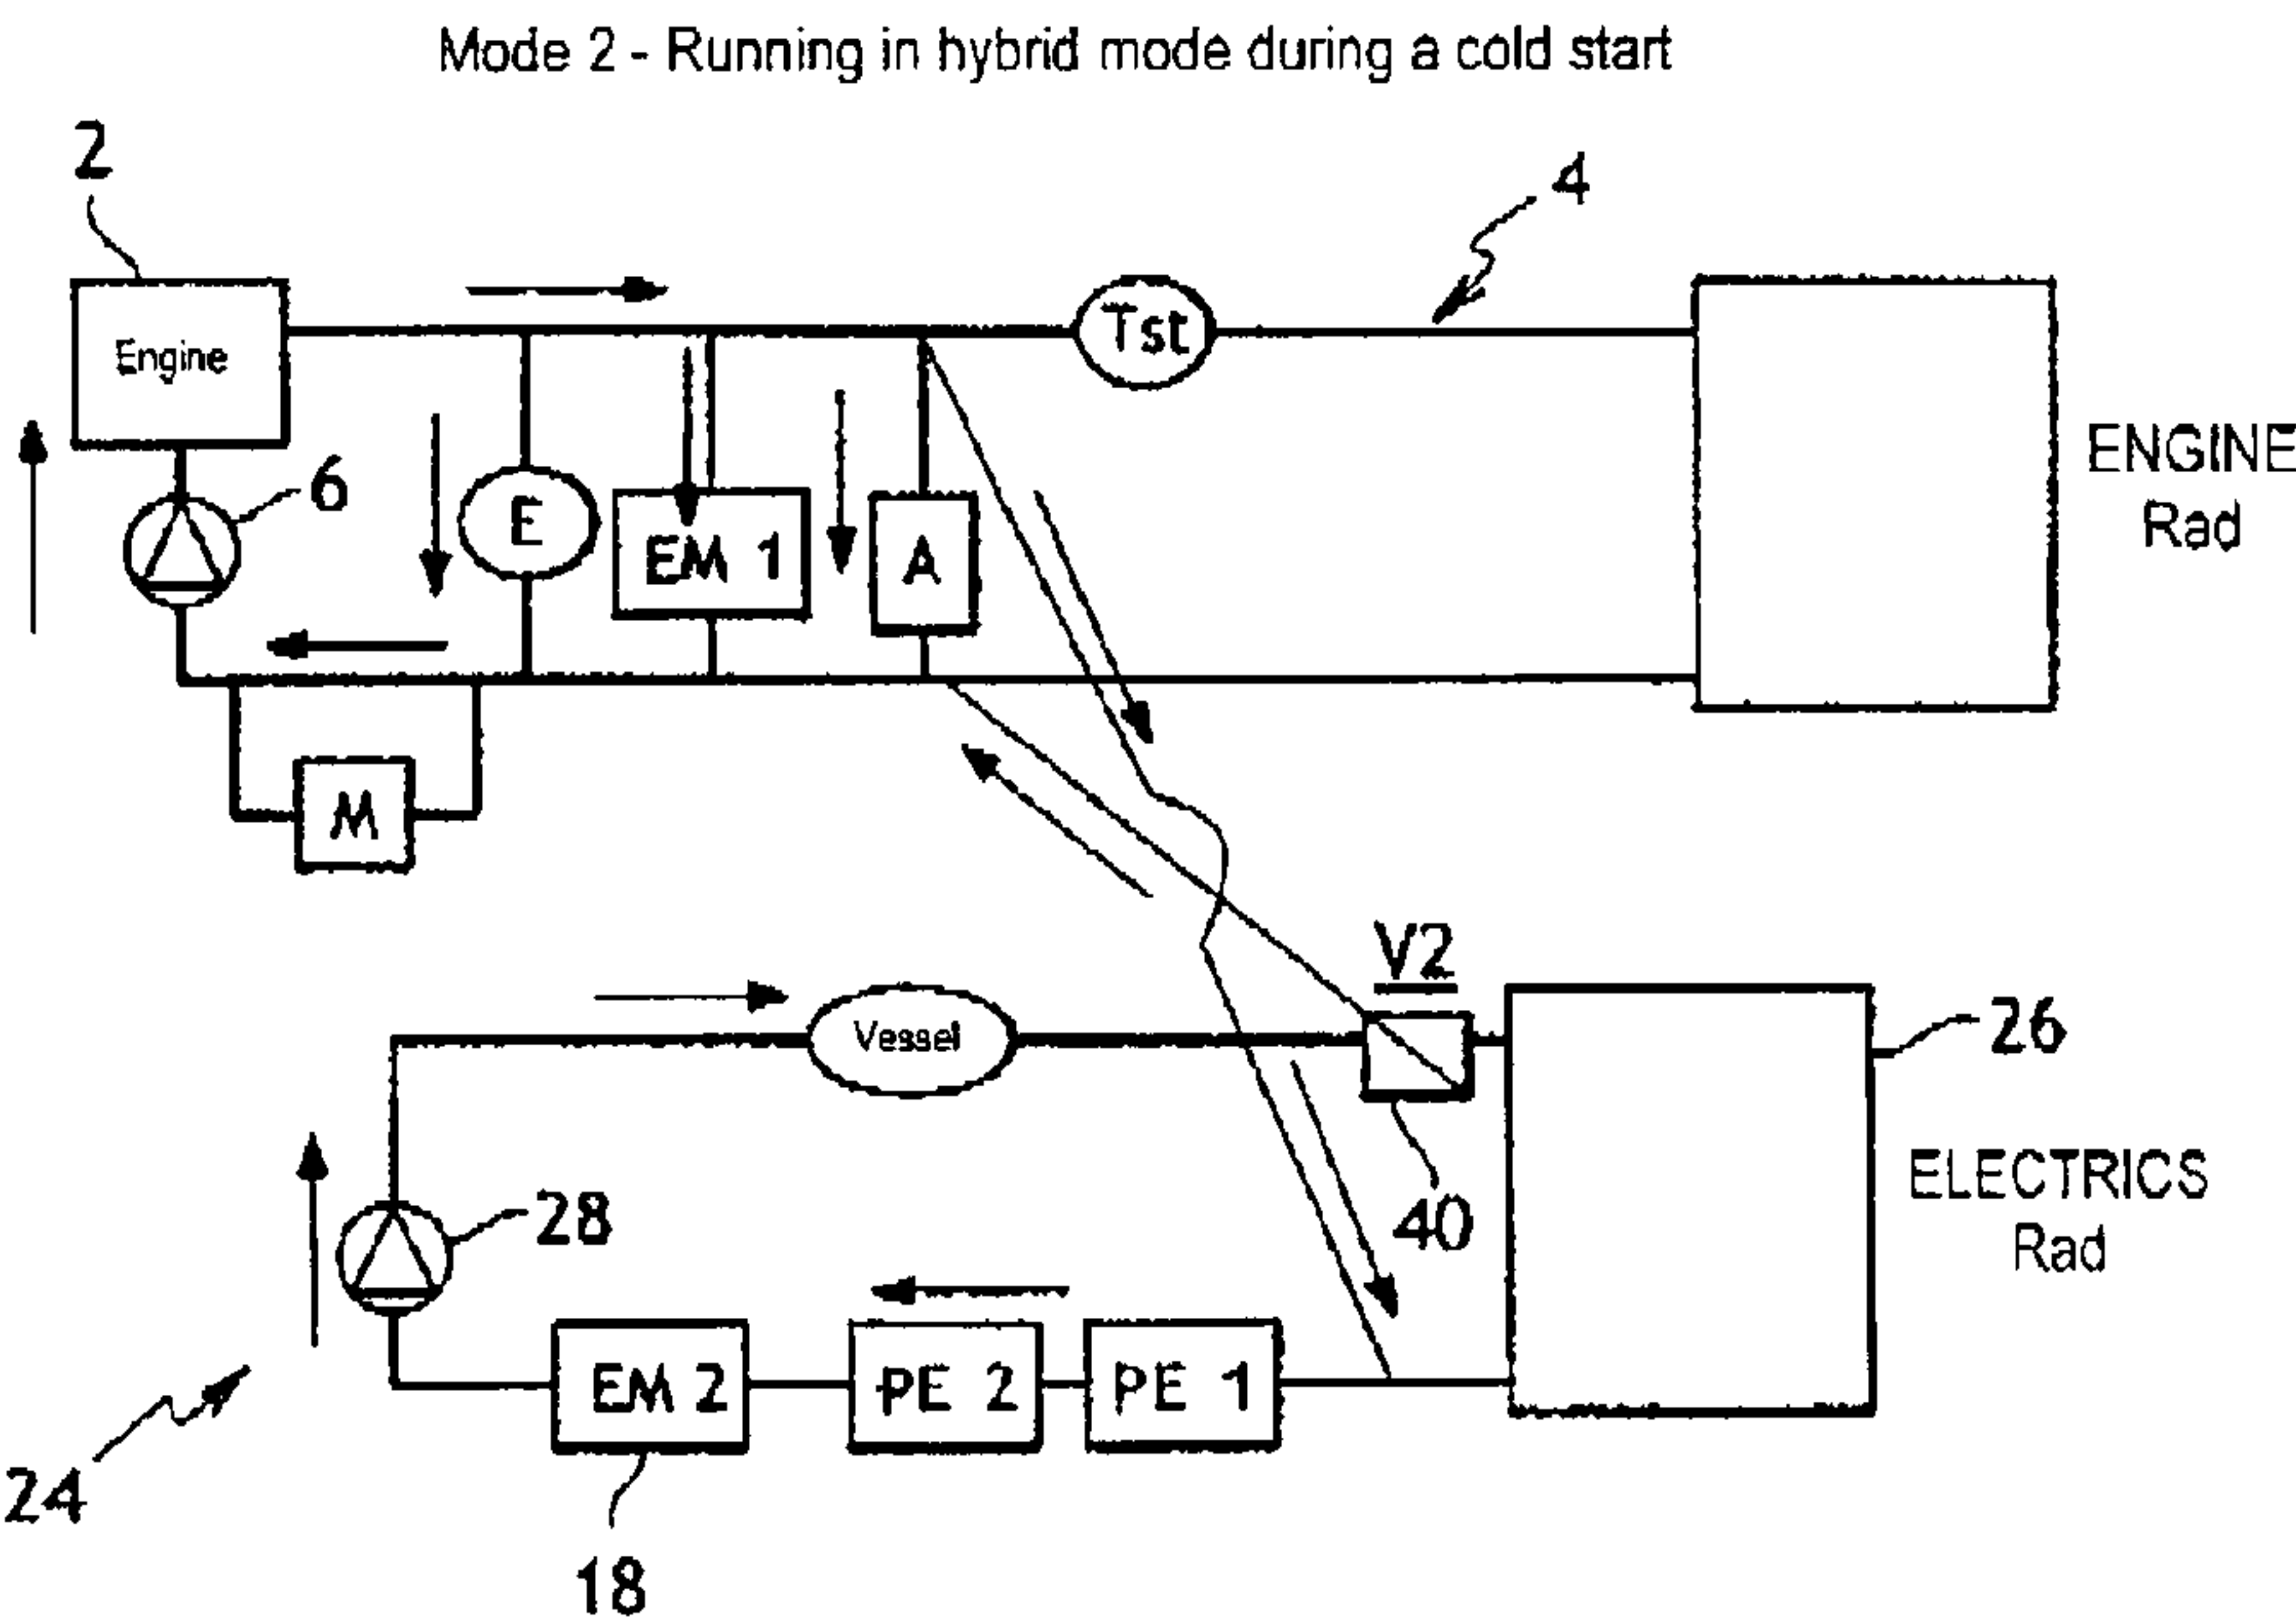 Mode 2 - Running in hybrid mode during a cold start
2
4
Engine
Tst
6
E
EM 1
A
ENGINE
Rad
M
V2
Vessel
26
40
ELECTRICS
Rad
28
EM 2
PE 2
PE 1
24
18